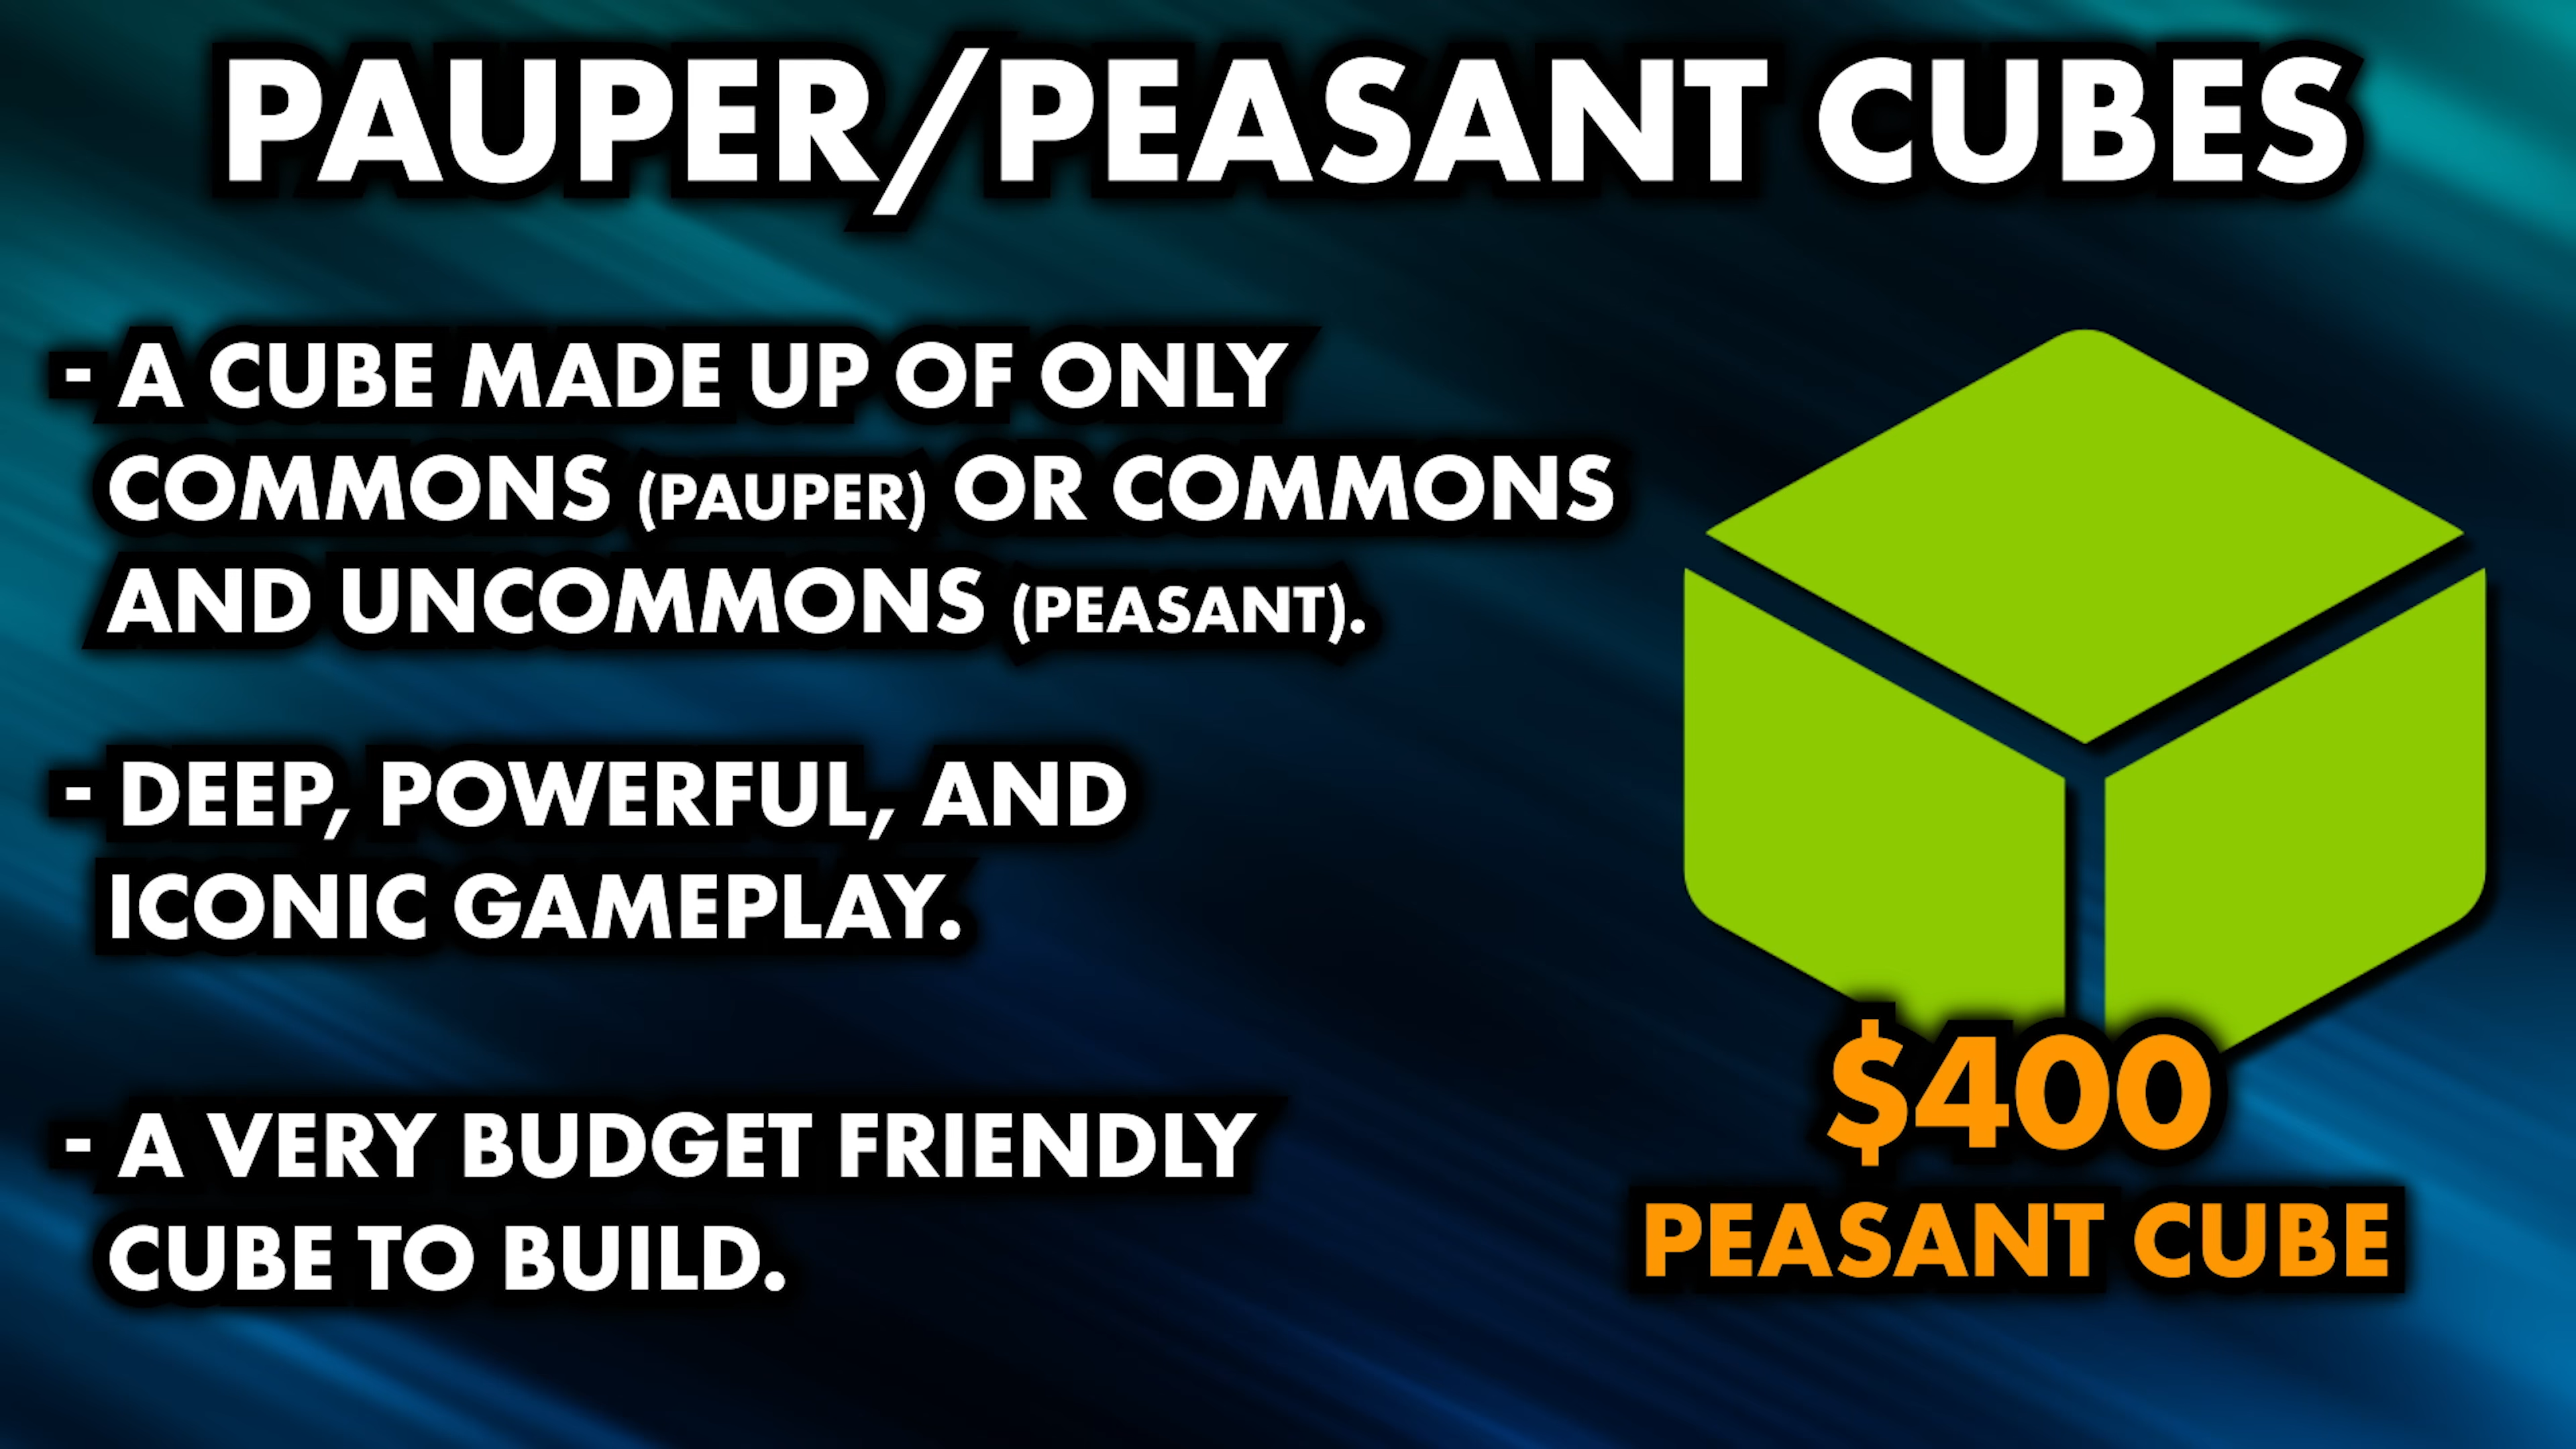 PAUPER/PEASANT CUBES
- A CUBE MADE UP OF ONLY
COMMONS (PAUPER) OR COMMONS
AND UNCOMMONS (PEASANT).
- DEEP, POWERFUL, AND
ICONIC GAMEPLAY.
- A VERY BUDGET FRIENDLY
CUBE TO BUILD.
$400
PEASANT CUBE